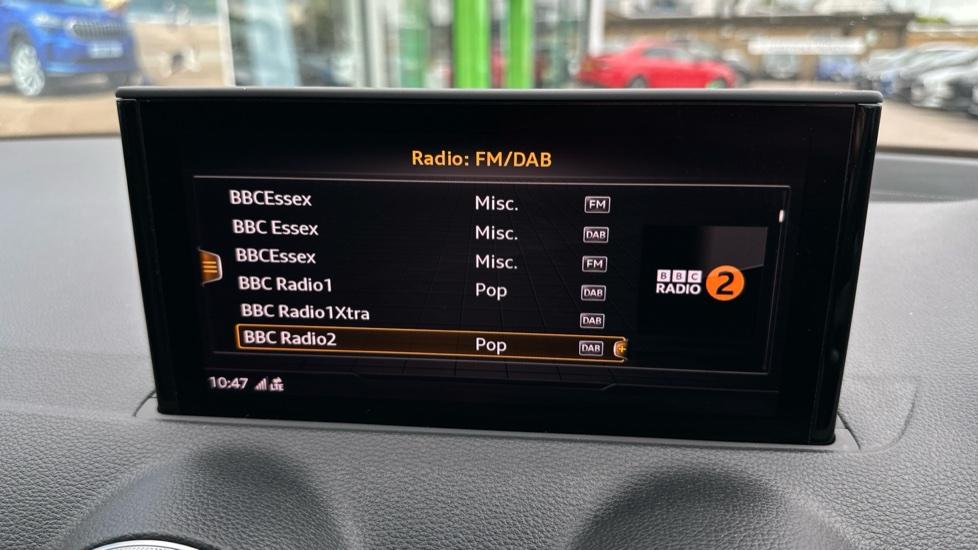 Radio: FM/DAB
BBCEssex Misc. FM
BBC Essex Misc. DAB
BBCEssex Misc. FM
BBC Radio1 Pop DAB
BBC Radio1Xtra DAB
BBC Radio2 Pop DAB
BBC
RADIO 2
10:47 LTE